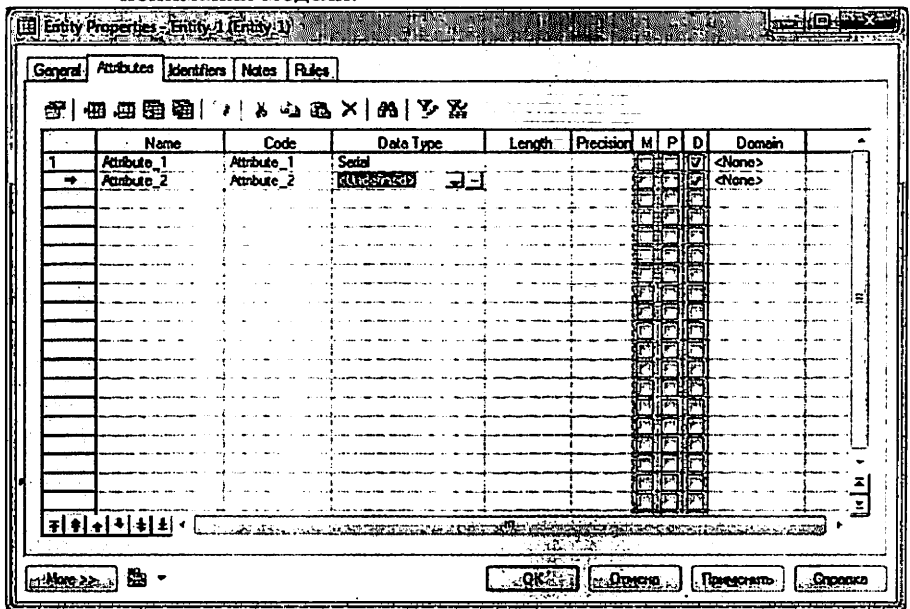 Entity Properties - Entity_1 (Entity_1)
General Attributes Identifiers Notes Rules
Name Code Data Type Length Precision M P D Domain
1 Attribute_1 Attribute_1 Serial <None>
Attribute_2 Attribute_2 <Undefined> <None>
More >> OK Отмена Применить Справка